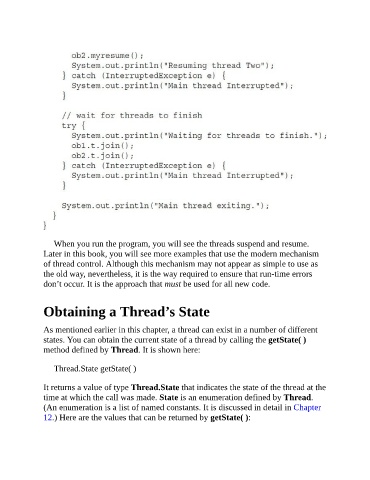 ob2.myresume();
System.out.println("Resuming thread Two");
} catch (InterruptedException e) {
System.out.println("Main thread Interrupted");
}
// wait for threads to finish
try {
System.out.println("Waiting for threads to finish.");
ob1.t.join();
ob2.t.join();
} catch (InterruptedException e) {
System.out.println("Main thread Interrupted");
}
System.out.println("Main thread exiting.");
}
}
When you run the program, you will see the threads suspend and resume.
Later in this book, you will see more examples that use the modern mechanism
of thread control. Although this mechanism may not appear as simple to use as
the old way, nevertheless, it is the way required to ensure that run-time errors
don’t occur. It is the approach that must be used for all new code.
Obtaining a Thread’s State
As mentioned earlier in this chapter, a thread can exist in a number of different
states. You can obtain the current state of a thread by calling the getState( )
method defined by Thread. It is shown here:
Thread.State getState( )
It returns a value of type Thread.State that indicates the state of the thread at the
time at which the call was made. State is an enumeration defined by Thread.
(An enumeration is a list of named constants. It is discussed in detail in Chapter
12.) Here are the values that can be returned by getState( ):